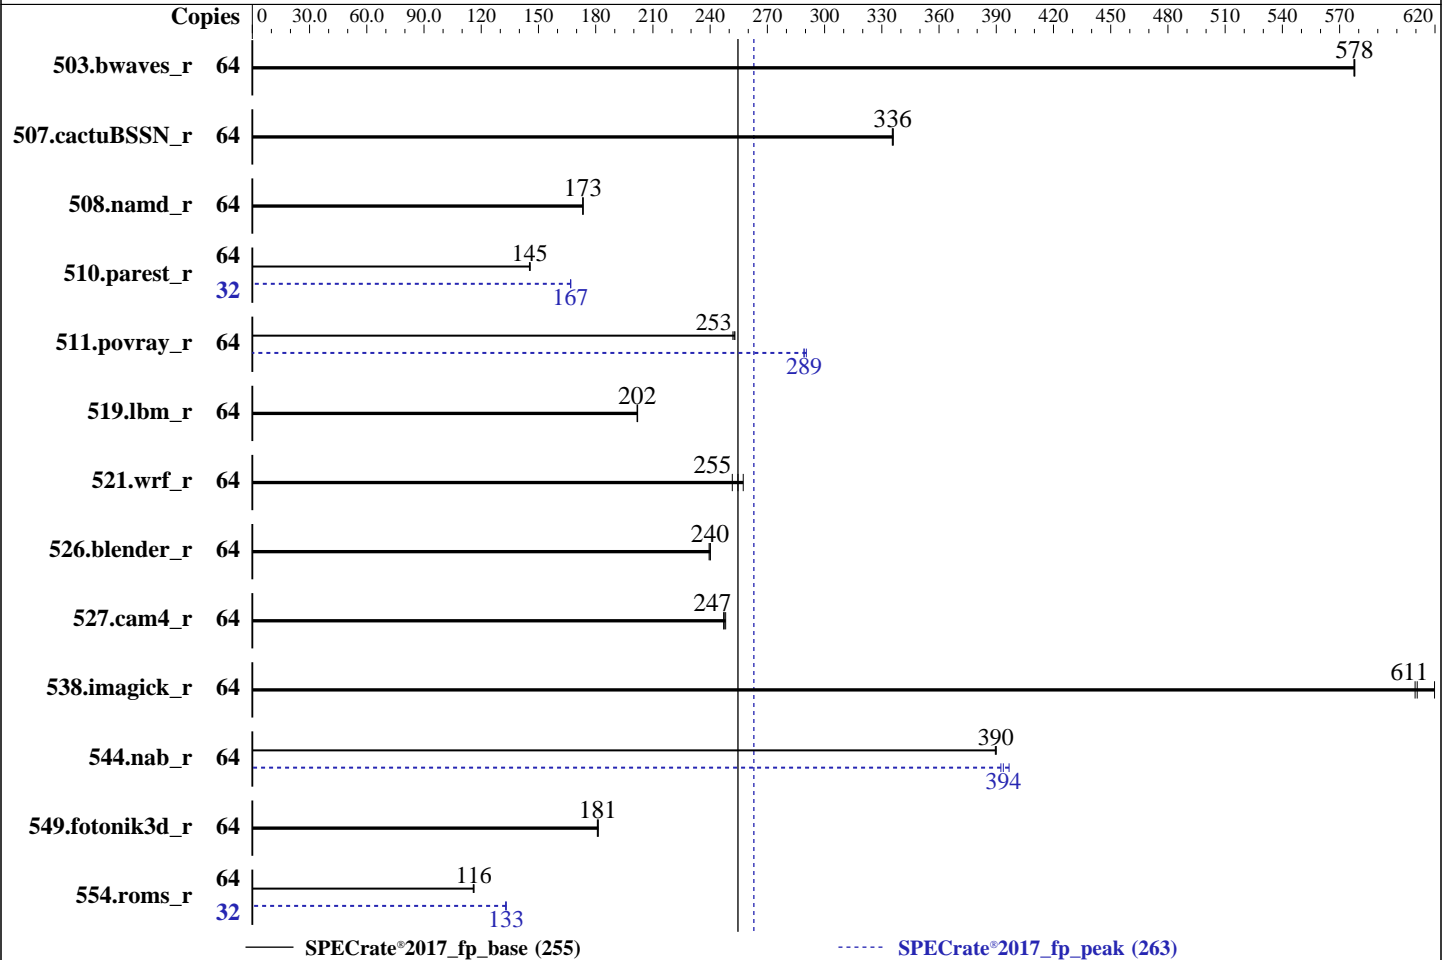 Copies 0 30.0 60.0 90.0 120 150 180 210 240 270 300 330 360 390 420 450 480 510 540 570 620
503.bwaves_r 64 578
507.cactuBSSN_r 64 336
508.namd_r 64 173
510.parest_r 64 145
32 167
511.povray_r 64 253
289
519.lbm_r 64 202
521.wrf_r 64 255
526.blender_r 64 240
527.cam4_r 64 247
538.imagick_r 64 611
544.nab_r 64 390
394
549.fotonik3d_r 64 181
554.roms_r 64 116
32 133
SPECrate®2017_fp_base (255) SPECrate®2017_fp_peak (263)